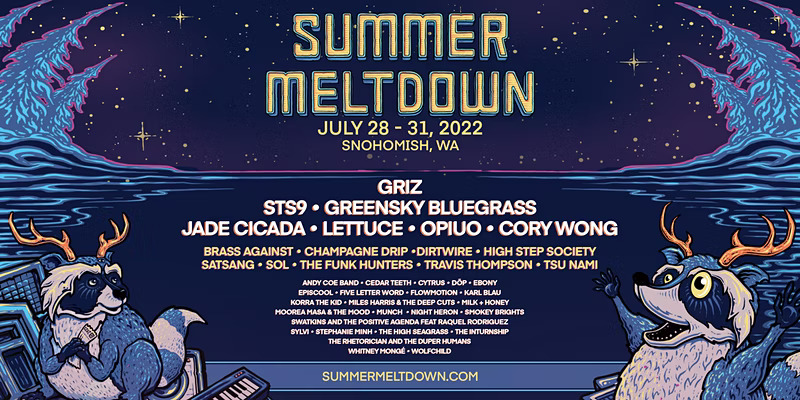 SUMMER
MELTDOWN
JULY 28 - 31, 2022
SNOHOMISH, WA
GRIZ
STS9 • GREENSKY BLUEGRASS
JADE CICADA • LETTUCE • OPIUO • CORY WONG
BRASS AGAINST • CHAMPAGNE DRIP •DIRTWIRE • HIGH STEP SOCIETY
SATSANG • SOL • THE FUNK HUNTERS • TRAVIS THOMPSON • TSU NAMI
ANDY COE BAND • CEDAR TEETH • CYTRUS • DÖP • EBONY
EPISCOOL • FIVE LETTER WORD • FLOWMOTION • KARL BLAU
KORRA THE KID • MILES HARRIS & THE DEEP CUTS • MILK + HONEY
MOOREA MASA & THE MOOD • MUNCH • NIGHT HERON • SMOKEY BRIGHTS
SWATKINS AND THE POSITIVE AGENDA FEAT RAQUEL RODRIGUEZ
SYLVI • STEPHANIE MINH • THE HIGH SEAGRASS • THE INTURNSHIP
THE RHETORICIAN AND THE DUPER HUMANS
WHITNEY MONGÉ • WOLFCHILD
SUMMERMELTDOWN.COM